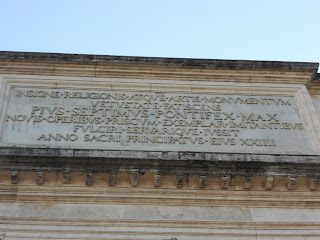 INSIGNE·RELIGIONIS·ATQVE·ARTIS·MONVMENTVM
VETVSTATE·FATISCENS
PIVS·SEPTIMVS·PONTIFEX·MAX
NOVIS·OPERIBVS·PRISCVM·EXEMPLAR·IMITANTIBVS
FVLCIRI·SERVARIQVE·IVSSIT
ANNO·SACRI·PRINCIPATVS·EIVS·XXIIII